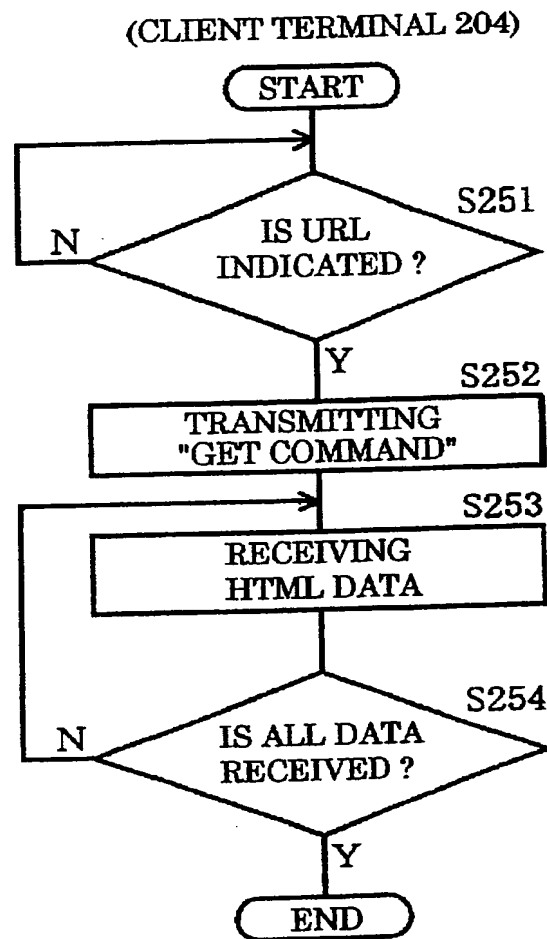 (CLIENT TERMINAL 204)
START
S251
N
IS URL
INDICATED ?
Y
S252
TRANSMITTING
"GET COMMAND"
S253
RECEIVING
HTML DATA
S254
N
IS ALL DATA
RECEIVED ?
Y
END